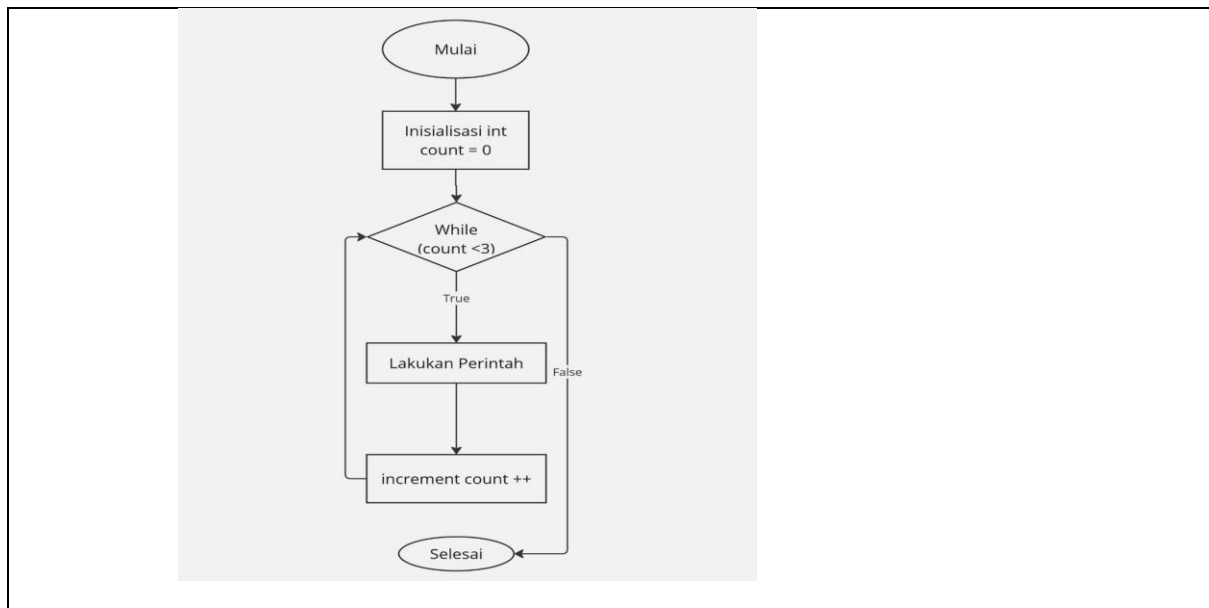 Mulai
Inisialisasi int
count = 0
While
(count <3)
True
Lakukan Perintah
False
increment count ++
Selesai